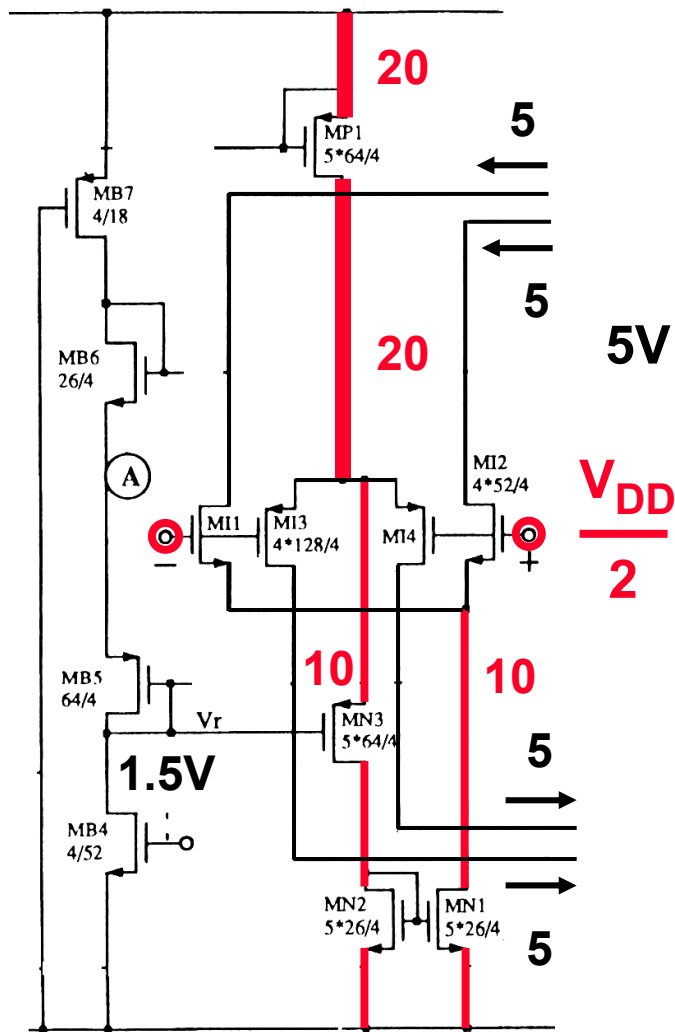 20
MP1
5*64/4
5
MB7
4/18
5
20
5V
MB6
26/4
A
MI2
4*52/4
VDD
2
MI1
MI3
4*128/4
MI4
−
+
MB5
64/4
10
10
Vr
MN3
5*64/4
1.5V
5
MB4
4/52
MN2
5*26/4
MN1
5*26/4
5